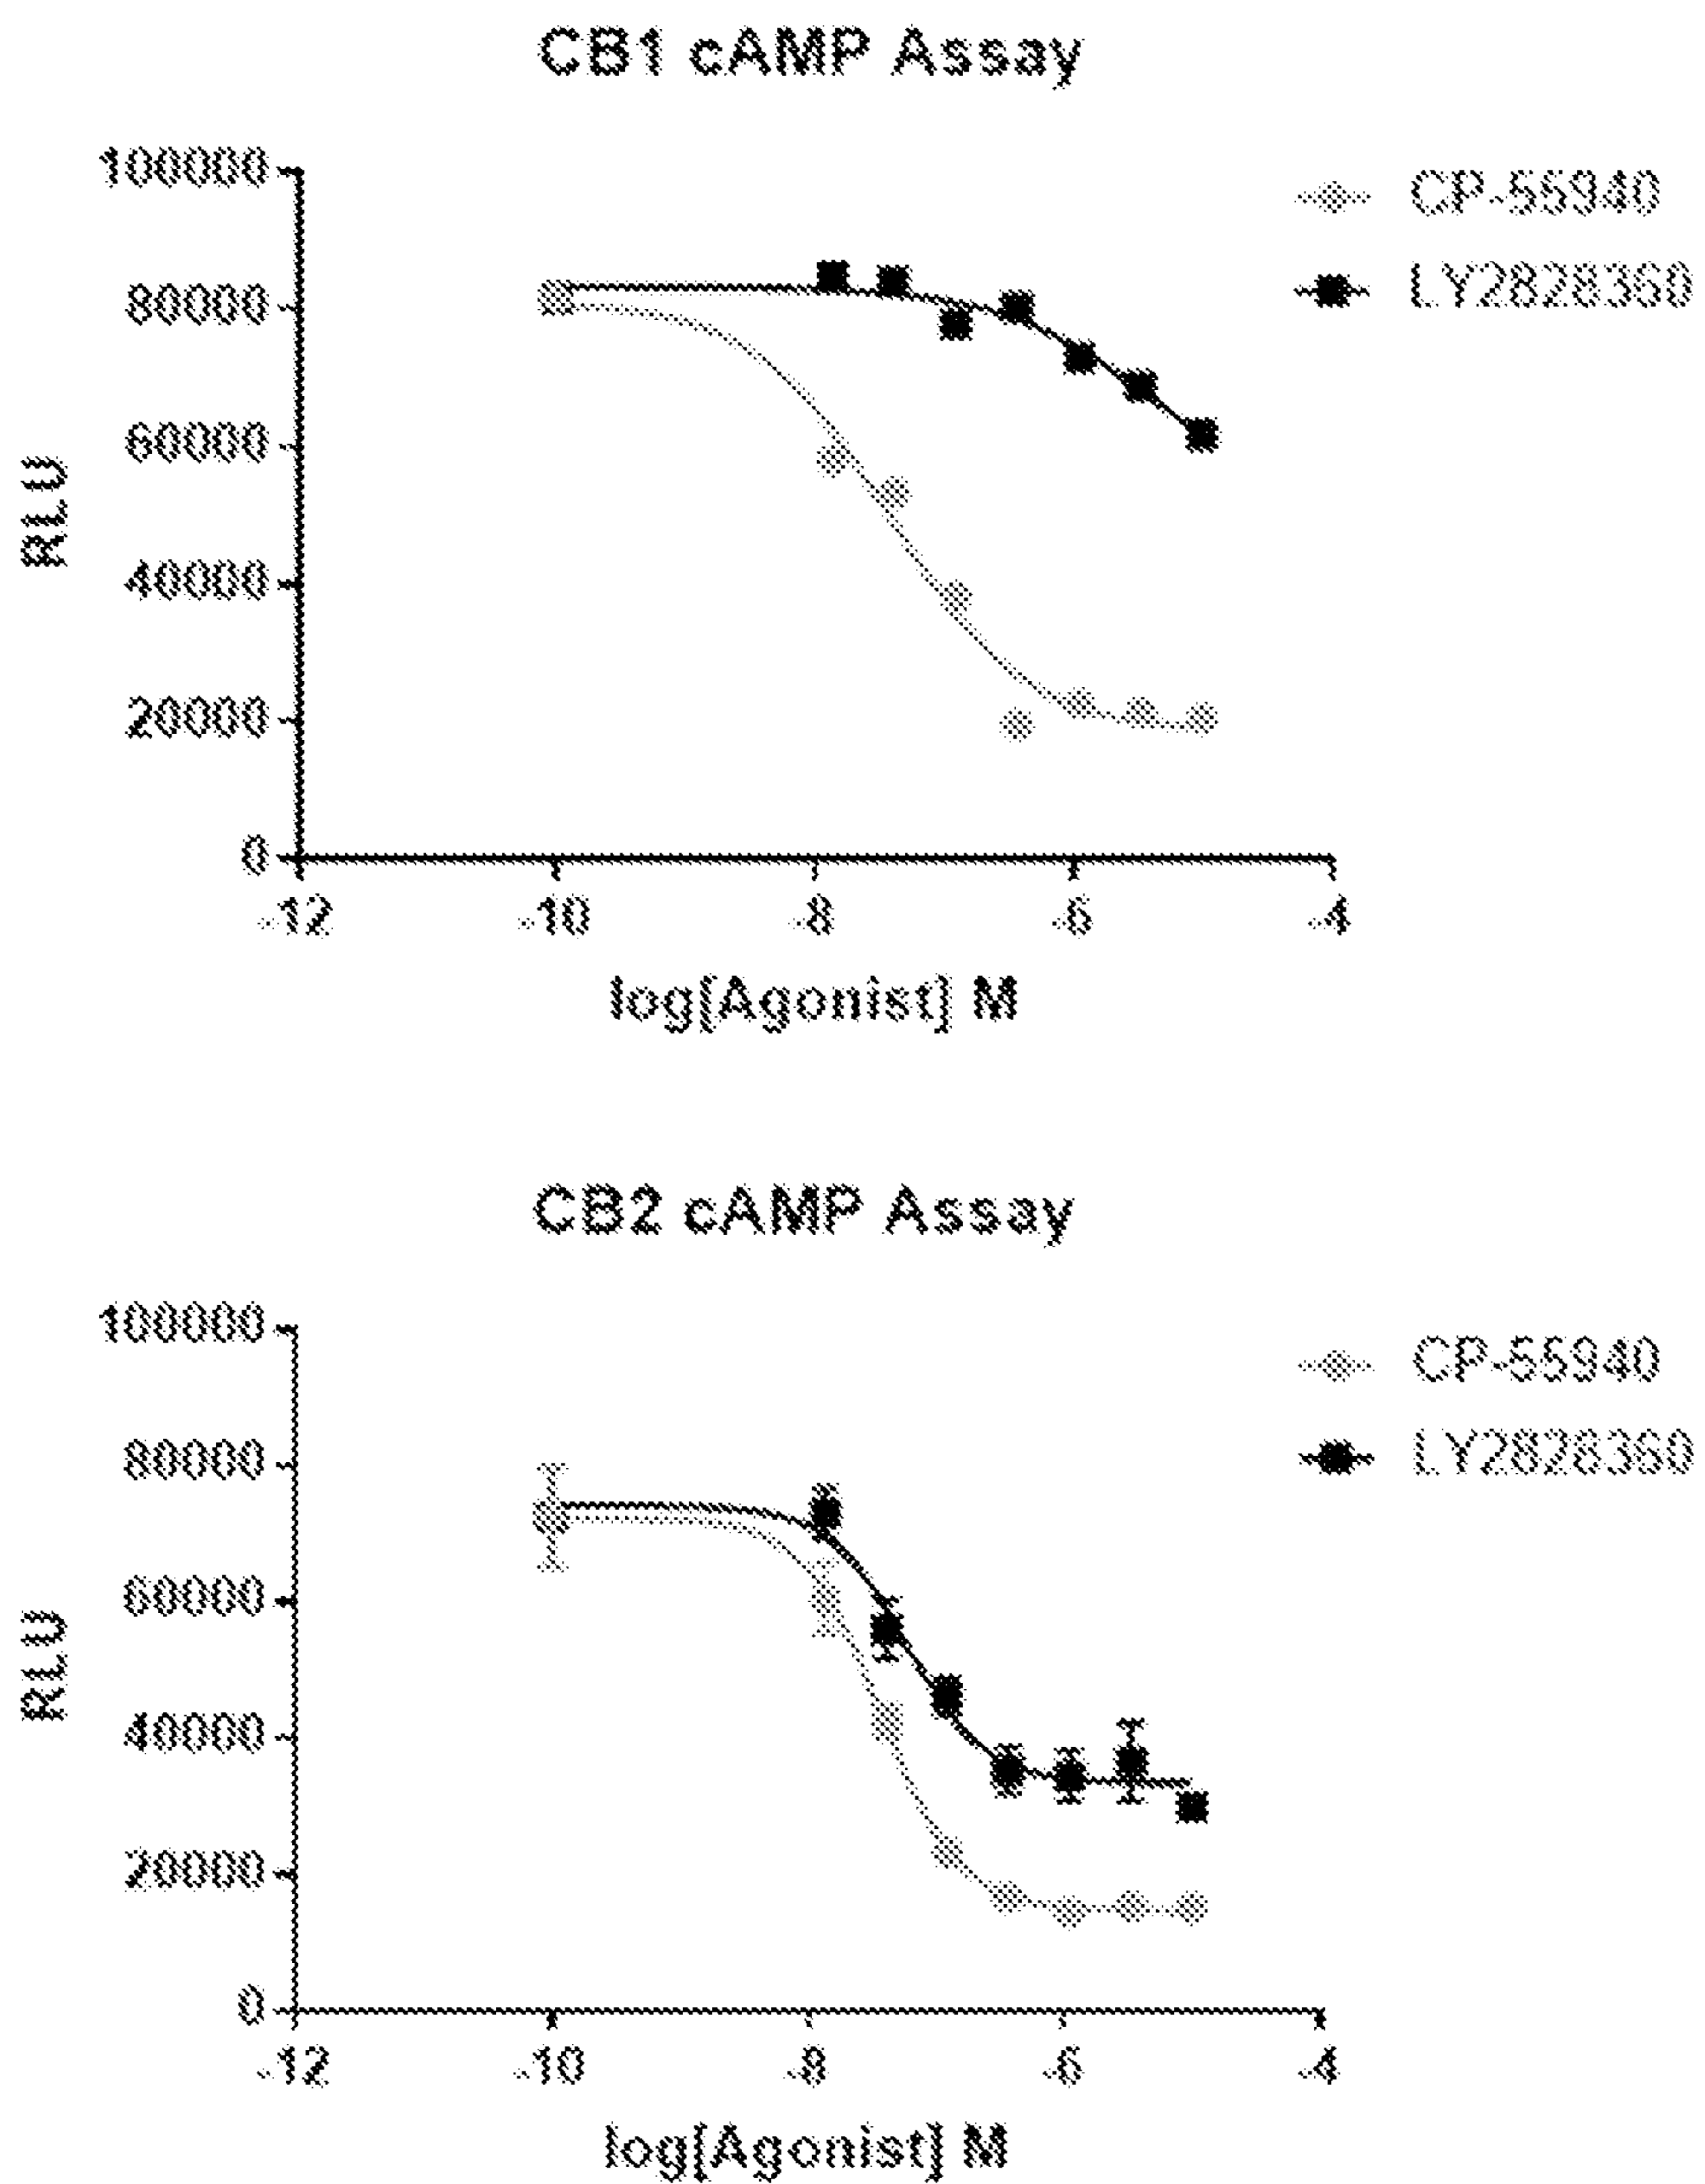 CB1 cAMP Assay
100000
80000
60000
40000
20000
0
RLU
-12
-10
-8
-6
-4
log[Agonist] M
CP-55940
LY2828360
CB2 cAMP Assay
100000
80000
60000
40000
20000
0
RLU
-12
-10
-8
-6
-4
log[Agonist] M
CP-55940
LY2828360